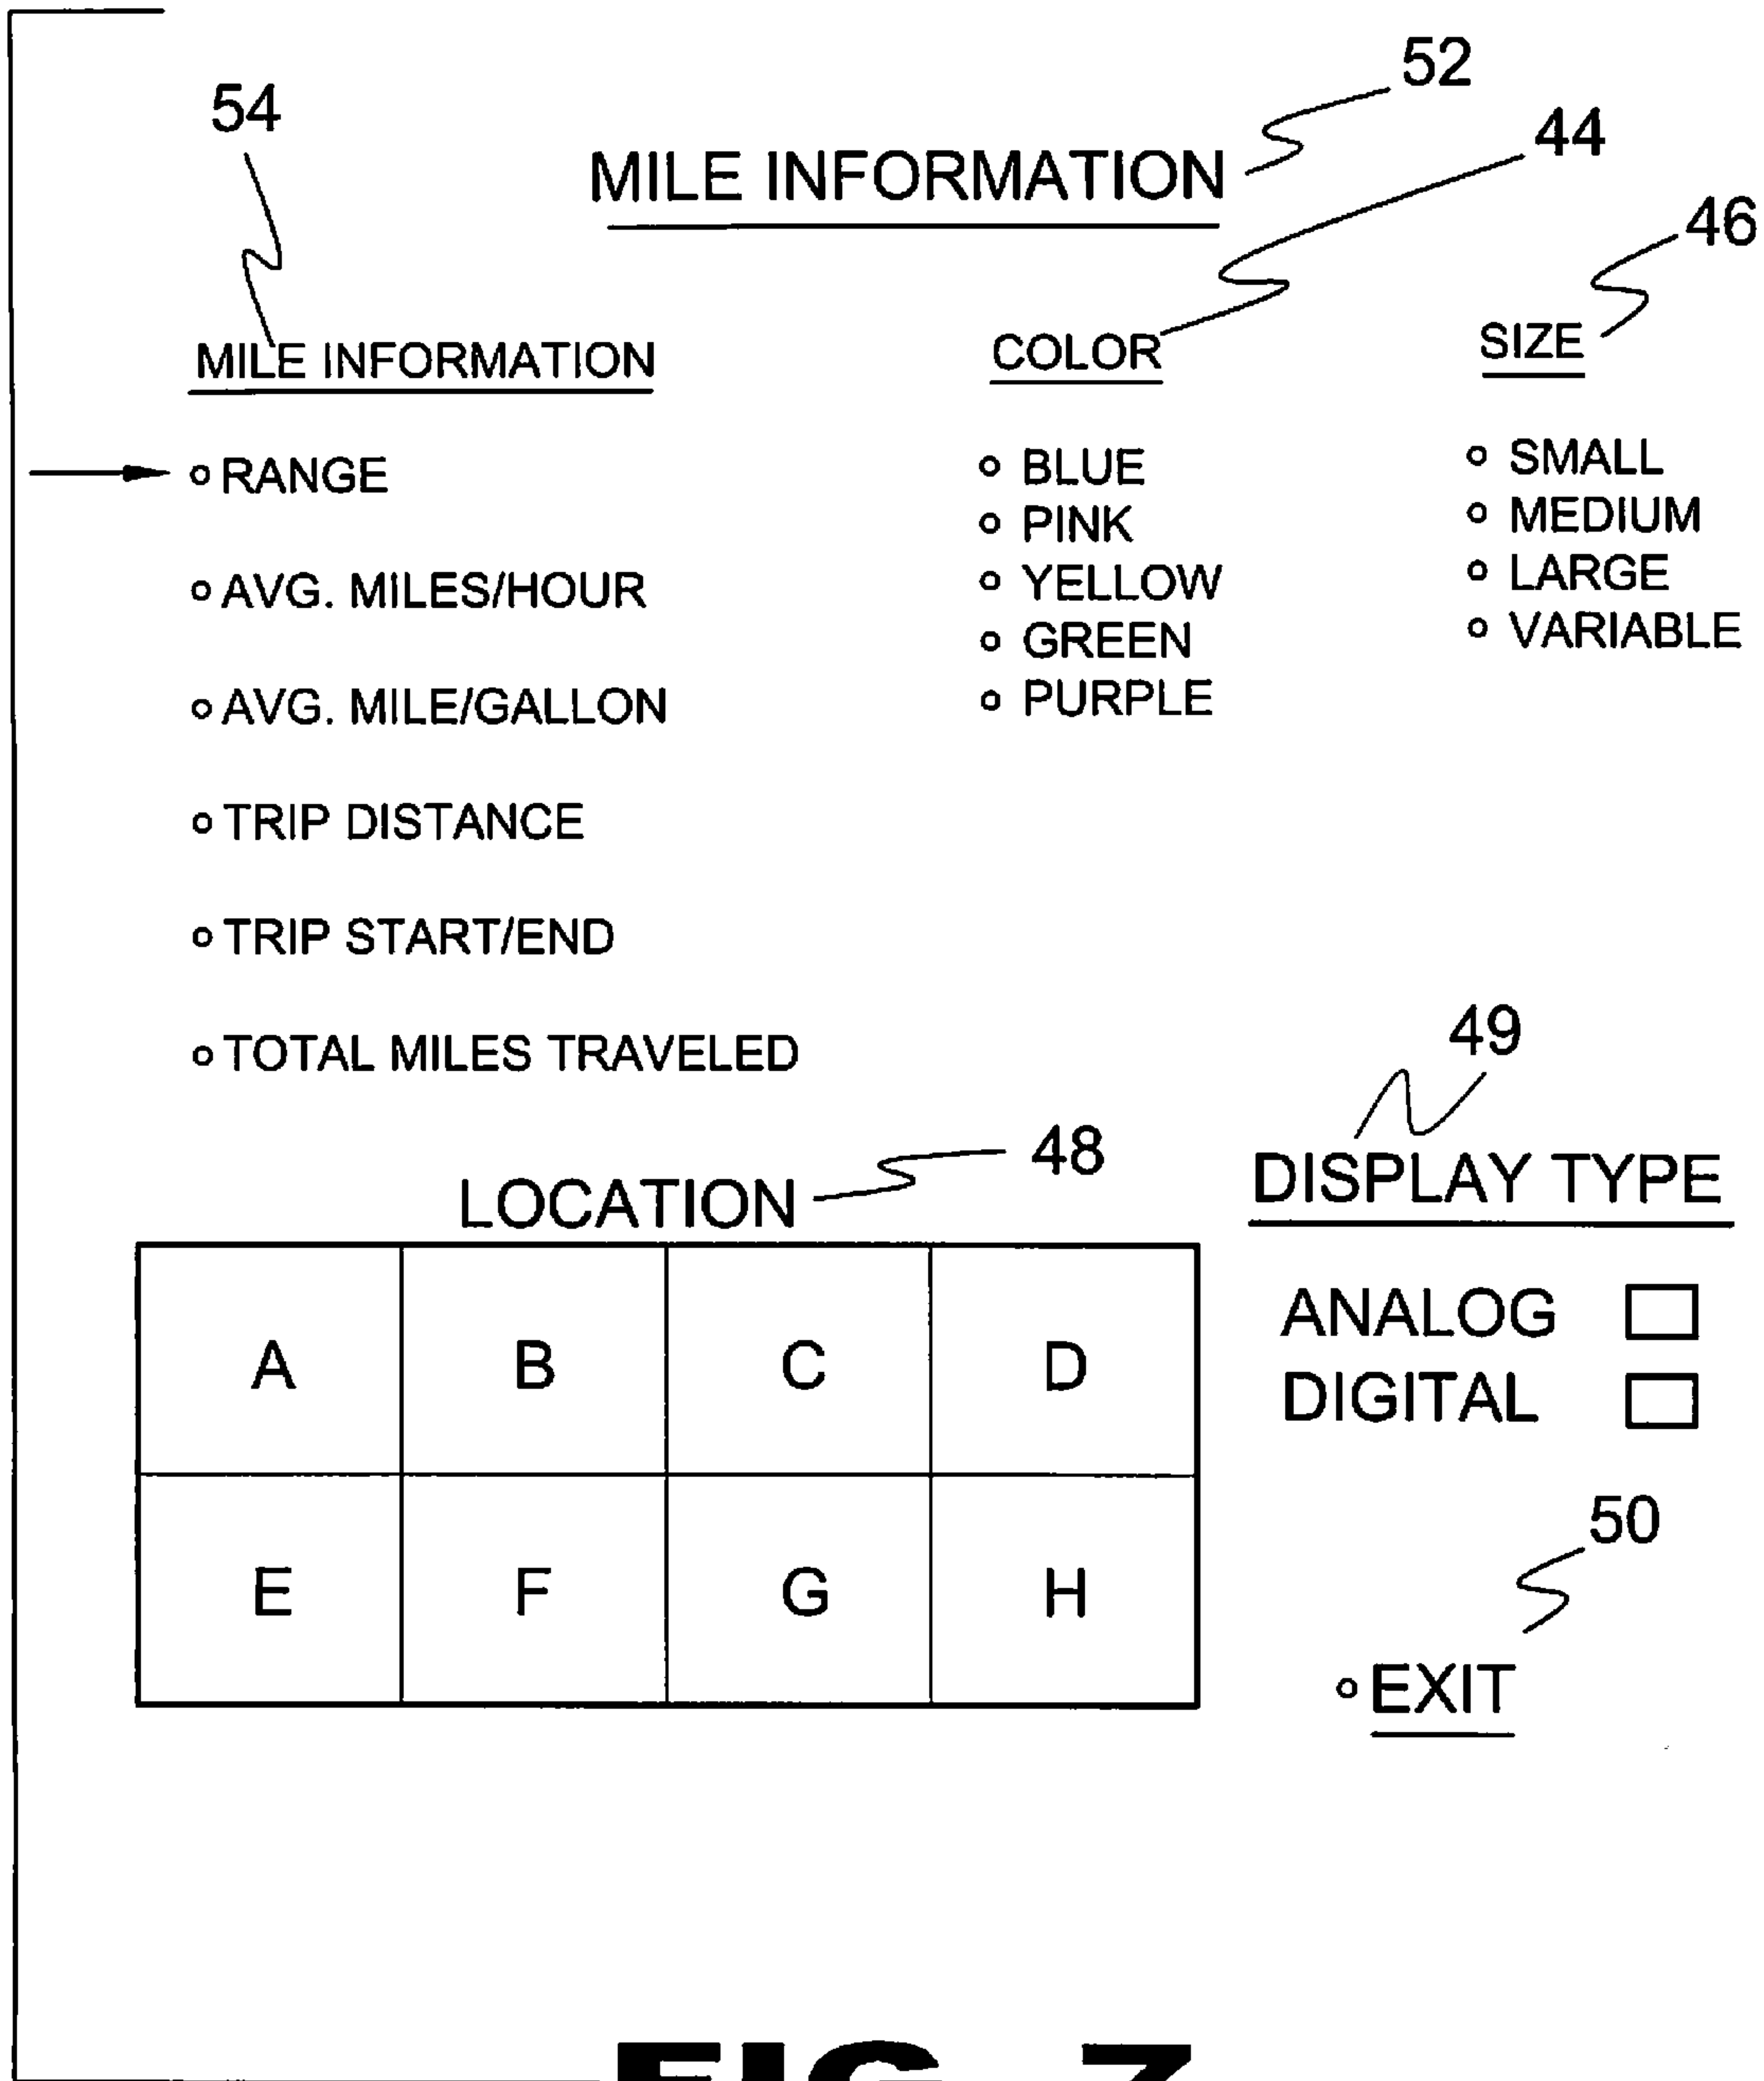 52
54
44
MILE INFORMATION
46
MILE INFORMATION COLOR SIZE
RANGE BLUE SMALL
PINK MEDIUM
AVG. MILES/HOUR YELLOW LARGE
GREEN VARIABLE
AVG. MILE/GALLON PURPLE
TRIP DISTANCE
TRIP START/END
TOTAL MILES TRAVELED 49
LOCATION 48 DISPLAY TYPE
ANALOG
A B C D
DIGITAL
50
E F G H
EXIT
FIG. 7